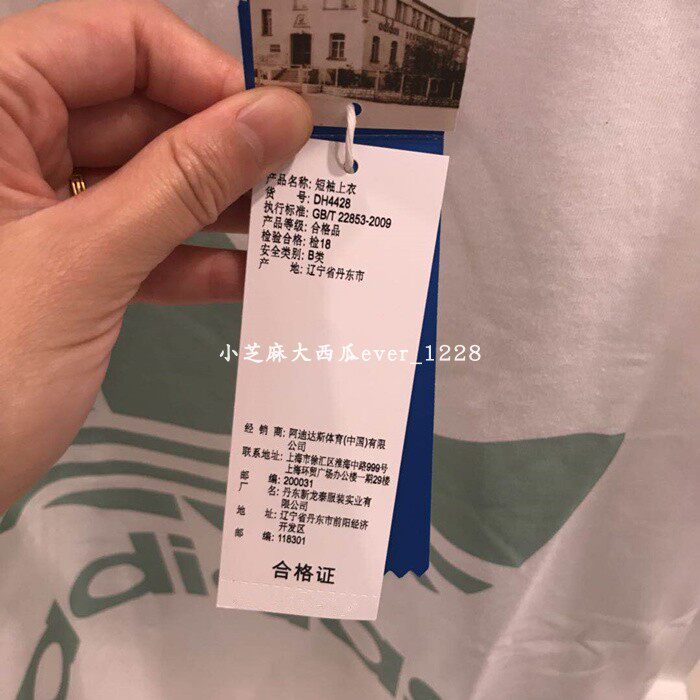 产品名称: 短袖上衣
货 号: DH4428
执行标准: GB/T 22853-2009
产品等级: 合格品
检验合格: 检18
安全类别: B类
产 地: 辽宁省丹东市
小芝麻大西瓜ever_1228
经 销 商: 阿迪达斯体育(中国)有限
公司
联系地址: 上海市徐汇区淮海中路999号
上海环贸广场办公楼一期29楼
邮 编: 200031
厂 名: 丹东新龙泰服装实业有
限公司
地 址: 辽宁省丹东市前阳经济
开发区
邮 编: 118301
合格证
adidas